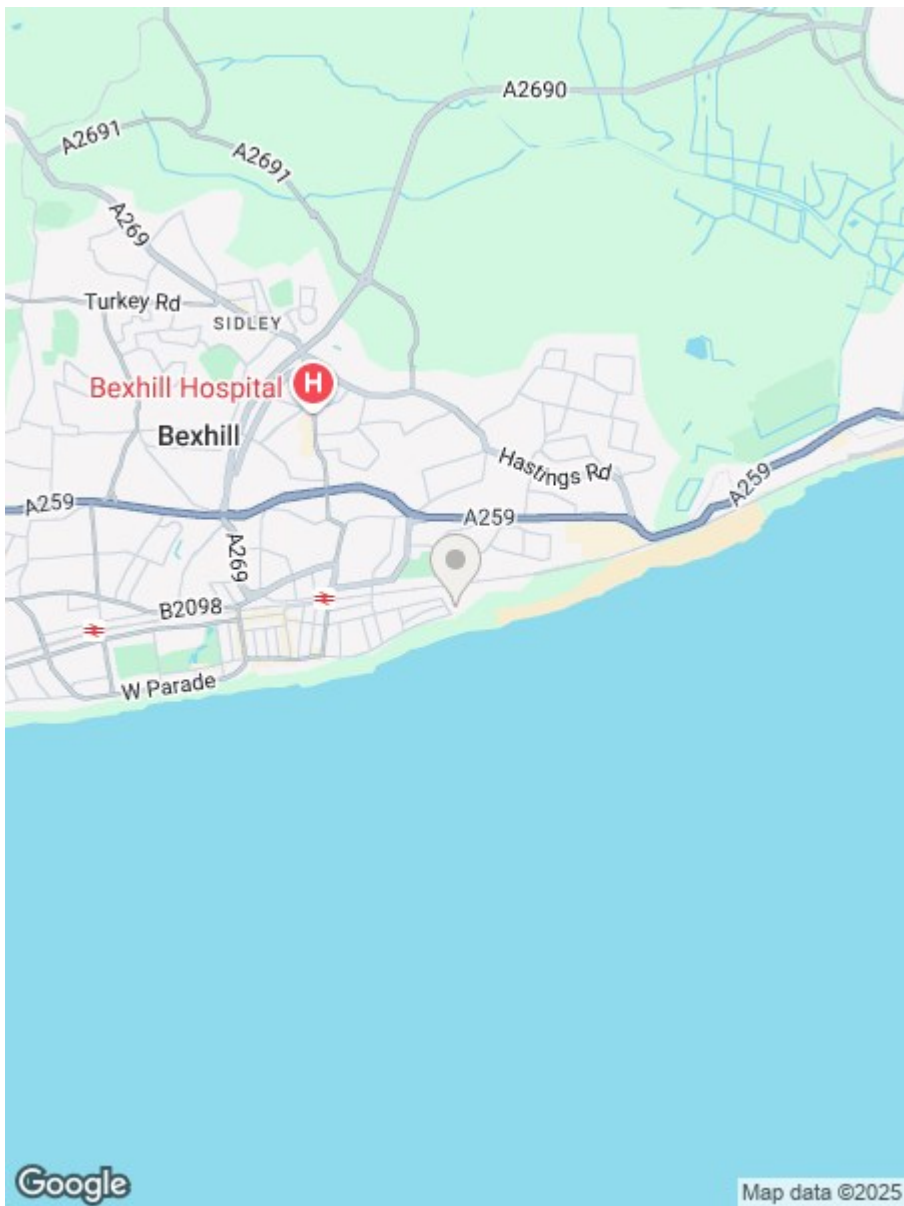 A2690
A2691
A2691
A269
Turkey Rd
SIDLEY
Bexhill Hospital
H
Bexhill
Hastings Rd
A259
A259
A259
A269
B2098
W Parade
Google
Map data ©2025